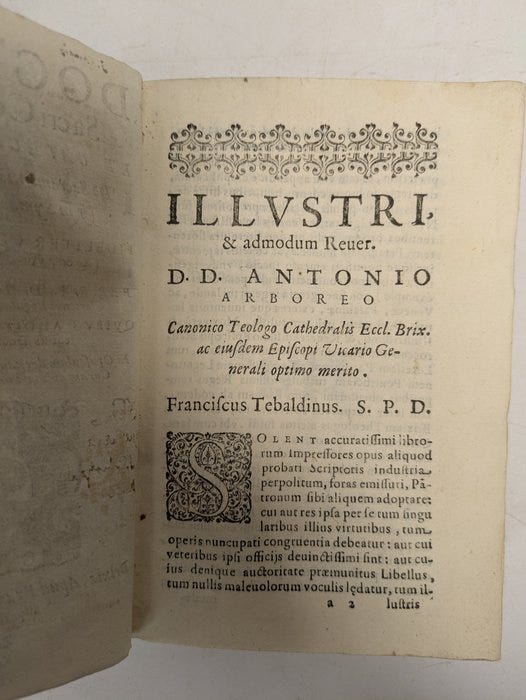 ILLVSTRI,
& admodum Reuer.
D. D. ANTONIO
ARBOREO
Canonico Teologo Cathedralis Eccl. Brix.
ac eiuſdem Epiſcopi Vicario Ge-
nerali optimo merito.
Franciſcus Tebaldinus. S. P. D.
SOLENT accuratiſſimi libro-
rum Impreſſores opus aliquod
probati Scriptoris induſtria
perpolitum, foras emiſſuri, Pa-
tronum ſibi aliquem adoptare:
cui aut res ipſa per ſe tum ſingu
laribus illius virtutibus, tum
operis nuncupati congruentia debeatur: aut cui
veteribus ipſi officijs deuinctiſſimi ſint: aut cu-
ius denique auctoritate præmunitus Libellus,
tum nullis maleuolorum voculis lędatur, tum il-
a 2 luſtris